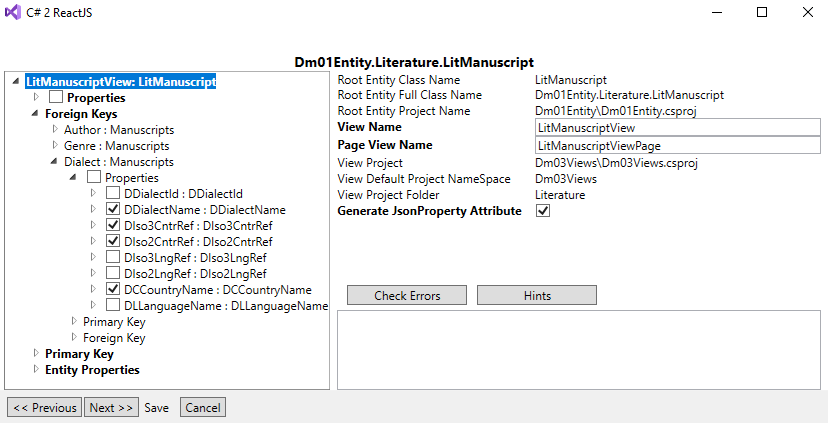 C# 2 ReactJS
Dm01Entity.Literature.LitManuscript
LitManuscriptView: LitManuscript
Properties
Foreign Keys
Author : Manuscripts
Genre : Manuscripts
Dialect : Manuscripts
Properties
DDialectId : DDialectId
DDialectName : DDialectName
DIso3CntrRef : DIso3CntrRef
DIso2CntrRef : DIso2CntrRef
DIso3LngRef : DIso3LngRef
DIso2LngRef : DIso2LngRef
DCCountryName : DCCountryName
DLLanguageName : DLLanguageName
Primary Key
Foreign Key
Primary Key
Entity Properties
Root Entity Class Name LitManuscript
Root Entity Full Class Name Dm01Entity.Literature.LitManuscript
Root Entity Project Name Dm01Entity\Dm01Entity.csproj
View Name LitManuscriptView
Page View Name LitManuscriptViewPage
View Project Dm03Views\Dm03Views.csproj
View Default Project NameSpace Dm03Views
View Project Folder Literature
Generate JsonProperty Attribute
Check Errors Hints
<< Previous Next >> Save Cancel